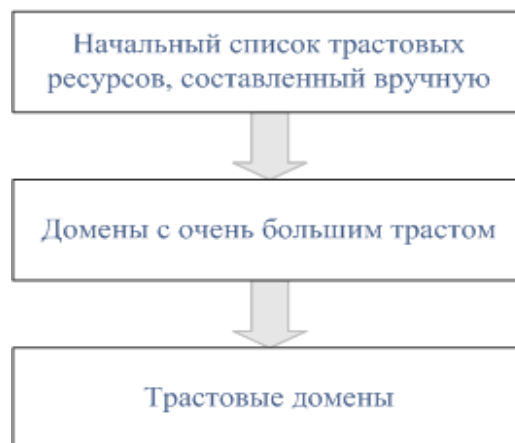 Начальный список трастовых
ресурсов, составленный вручную
Домены с очень большим трастом
Трастовые домены